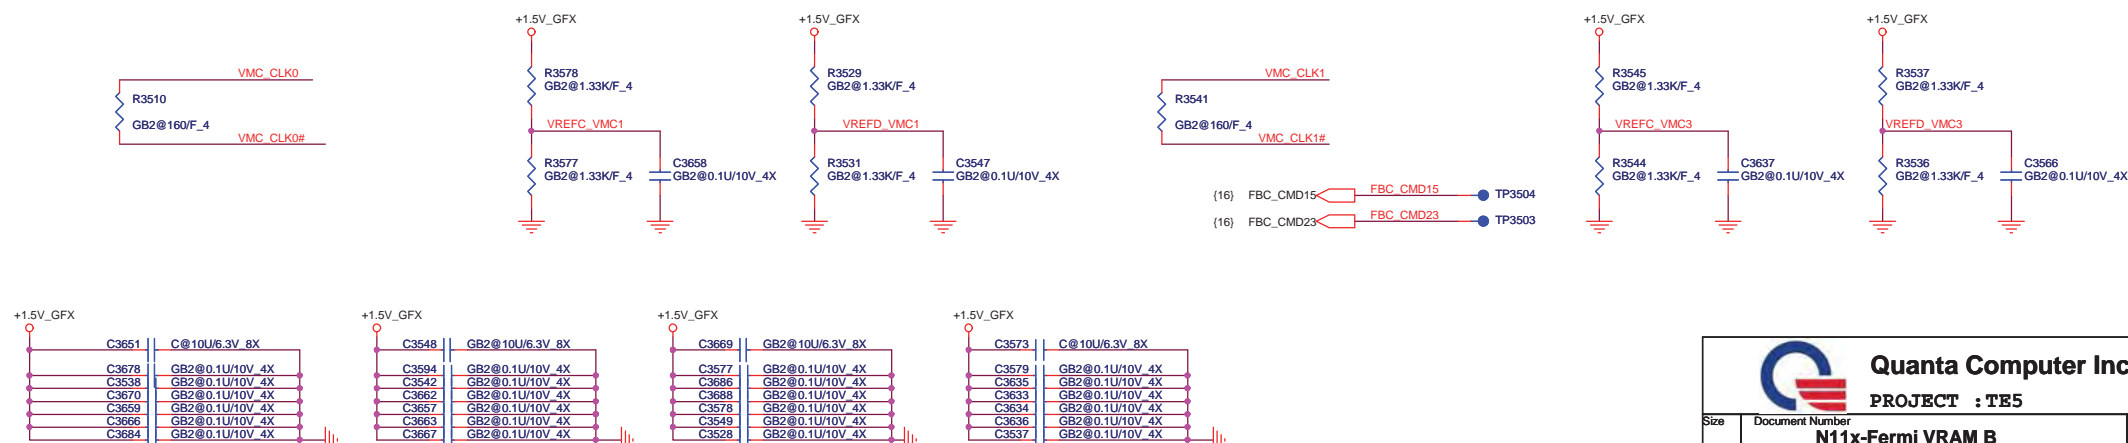 +1.5V_GFX
+1.5V_GFX
+1.5V_GFX
+1.5V_GFX
VMC_CLK0
R3510
GB2@160/F_4
VMC_CLK0#
R3578
GB2@1.33K/F_4
VREFC_VMC1
R3577
GB2@1.33K/F_4
C3658
GB2@0.1U/10V_4X
R3529
GB2@1.33K/F_4
VREFD_VMC1
R3531
GB2@1.33K/F_4
C3547
GB2@0.1U/10V_4X
VMC_CLK1
R3541
GB2@160/F_4
VMC_CLK1#
{16} FBC_CMD15 FBC_CMD15 TP3504
{16} FBC_CMD23 FBC_CMD23 TP3503
R3545
GB2@1.33K/F_4
VREFC_VMC3
R3544
GB2@1.33K/F_4
C3637
GB2@0.1U/10V_4X
R3537
GB2@1.33K/F_4
VREFD_VMC3
R3536
GB2@1.33K/F_4
C3566
GB2@0.1U/10V_4X
+1.5V_GFX
C3651 C@10U/6.3V_8X
C3678 GB2@0.1U/10V_4X
C3538 GB2@0.1U/10V_4X
C3670 GB2@0.1U/10V_4X
C3659 GB2@0.1U/10V_4X
C3666 GB2@0.1U/10V_4X
C3684 GB2@0.1U/10V_4X
+1.5V_GFX
C3548 GB2@10U/6.3V_8X
C3594 GB2@0.1U/10V_4X
C3542 GB2@0.1U/10V_4X
C3662 GB2@0.1U/10V_4X
C3657 GB2@0.1U/10V_4X
C3663 GB2@0.1U/10V_4X
C3667 GB2@0.1U/10V_4X
+1.5V_GFX
C3669 GB2@10U/6.3V_8X
C3577 GB2@0.1U/10V_4X
C3686 GB2@0.1U/10V_4X
C3688 GB2@0.1U/10V_4X
C3578 GB2@0.1U/10V_4X
C3549 GB2@0.1U/10V_4X
C3528 GB2@0.1U/10V_4X
+1.5V_GFX
C3573 C@10U/6.3V_8X
C3579 GB2@0.1U/10V_4X
C3635 GB2@0.1U/10V_4X
C3633 GB2@0.1U/10V_4X
C3634 GB2@0.1U/10V_4X
C3636 GB2@0.1U/10V_4X
C3537 GB2@0.1U/10V_4X
Quanta Computer Inc
PROJECT : TE5
Size Document Number
N11x-Fermi VRAM B